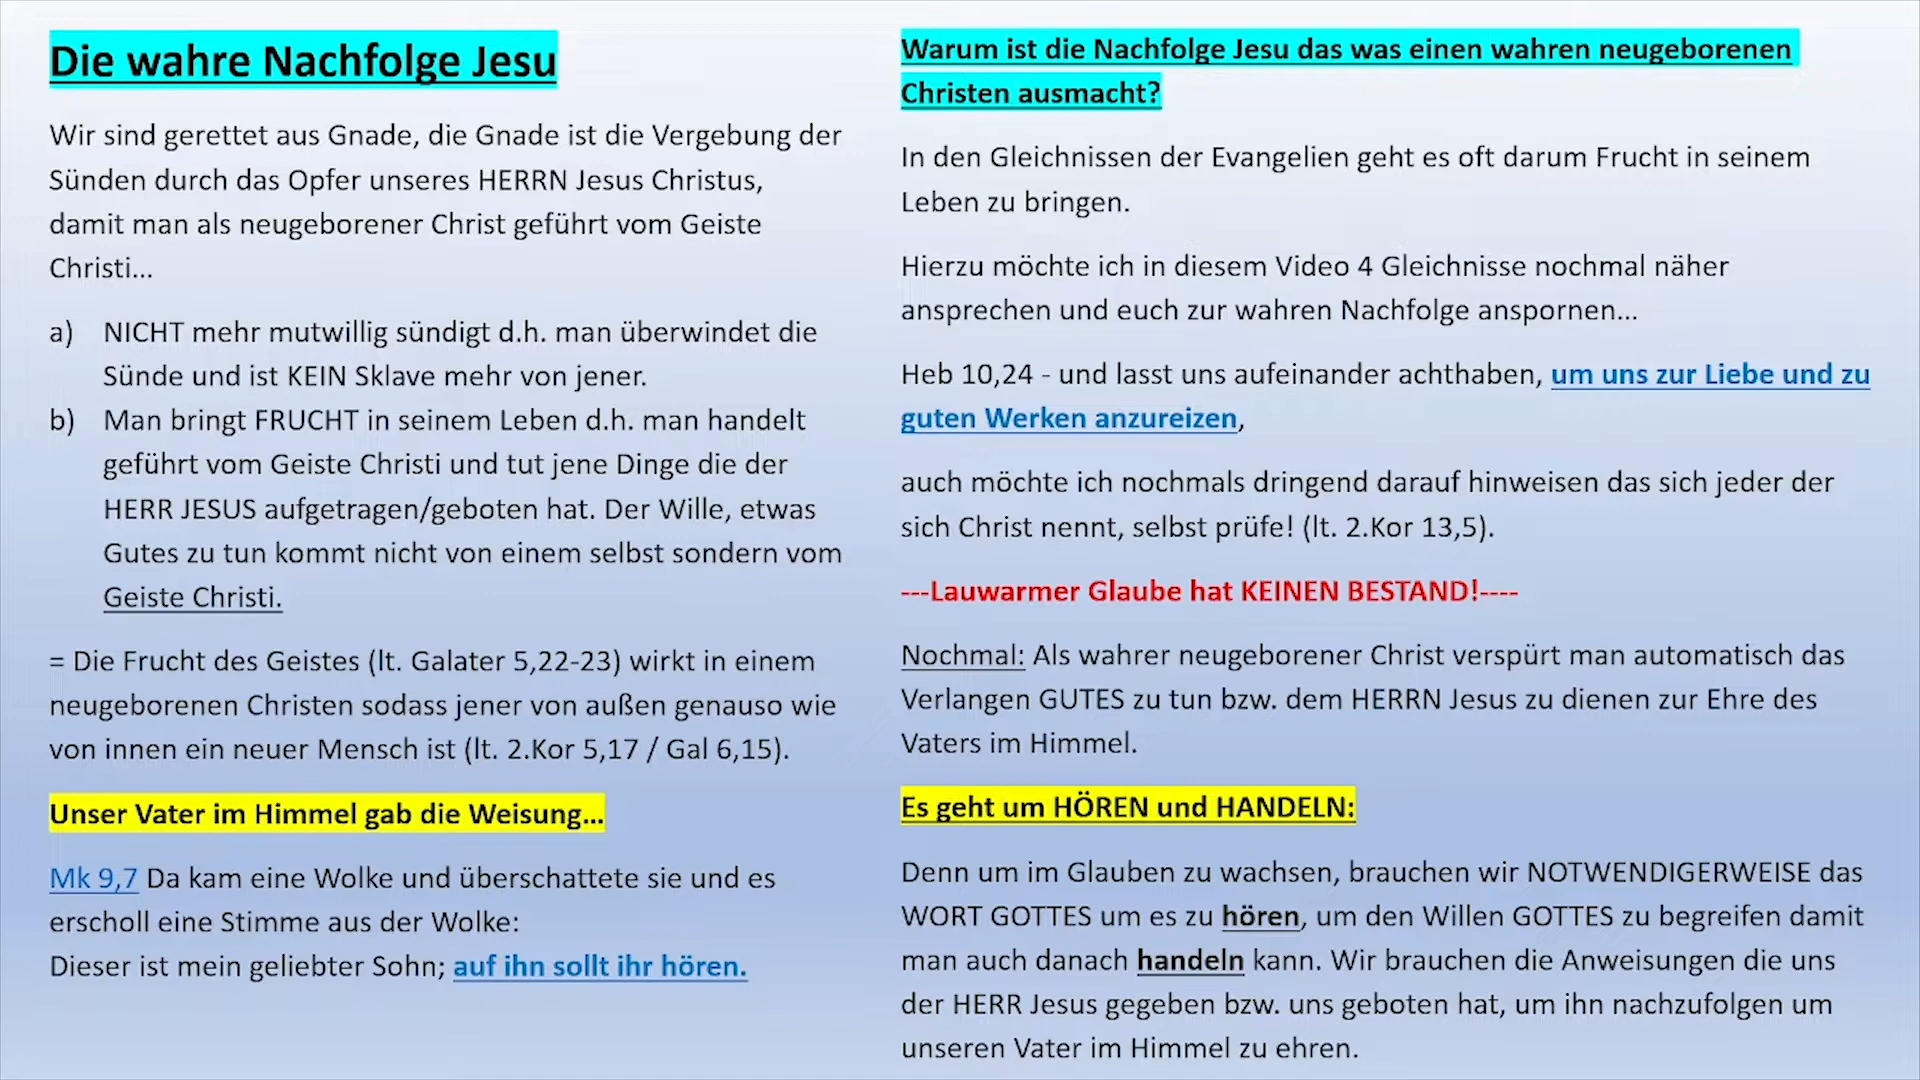 Die wahre Nachfolge Jesu
Wir sind gerettet aus Gnade, die Gnade ist die Vergebung der
Sünden durch das Opfer unseres HERRN Jesus Christus,
damit man als neugeborener Christ geführt vom Geiste
Christi...
a) NICHT mehr mutwillig sündigt d.h. man überwindet die
Sünde und ist KEIN Sklave mehr von jener.
b) Man bringt FRUCHT in seinem Leben d.h. man handelt
geführt vom Geiste Christi und tut jene Dinge die der
HERR JESUS aufgetragen/geboten hat. Der Wille, etwas
Gutes zu tun kommt nicht von einem selbst sondern vom
Geiste Christi.
= Die Frucht des Geistes (lt. Galater 5,22-23) wirkt in einem
neugeborenen Christen sodass jener von außen genauso wie
von innen ein neuer Mensch ist (lt. 2.Kor 5,17 / Gal 6,15).
Unser Vater im Himmel gab die Weisung...
Mk 9,7 Da kam eine Wolke und überschattete sie und es
erscholl eine Stimme aus der Wolke:
Dieser ist mein geliebter Sohn; auf ihn sollt ihr hören.
Warum ist die Nachfolge Jesu das was einen wahren neugeborenen
Christen ausmacht?
In den Gleichnissen der Evangelien geht es oft darum Frucht in seinem
Leben zu bringen.
Hierzu möchte ich in diesem Video 4 Gleichnisse nochmal näher
ansprechen und euch zur wahren Nachfolge anspornen...
Heb 10,24 - und lasst uns aufeinander achthaben, um uns zur Liebe und zu
guten Werken anzureizen,
auch möchte ich nochmals dringend darauf hinweisen das sich jeder der
sich Christ nennt, selbst prüfe! (lt. 2.Kor 13,5).
---Lauwarmer Glaube hat KEINEN BESTAND!----
Nochmal: Als wahrer neugeborener Christ verspürt man automatisch das
Verlangen GUTES zu tun bzw. dem HERRN Jesus zu dienen zur Ehre des
Vaters im Himmel.
Es geht um HÖREN und HANDELN:
Denn um im Glauben zu wachsen, brauchen wir NOTWENDIGERWEISE das
WORT GOTTES um es zu hören, um den Willen GOTTES zu begreifen damit
man auch danach handeln kann. Wir brauchen die Anweisungen die uns
der HERR Jesus gegeben bzw. uns geboten hat, um ihn nachzufolgen um
unseren Vater im Himmel zu ehren.